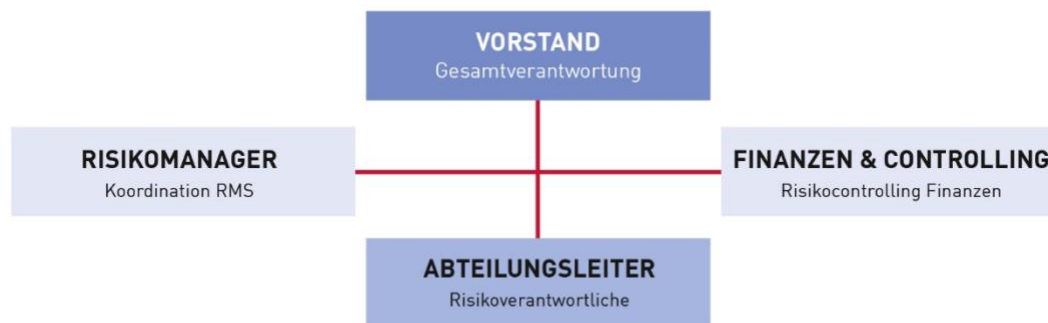 VORSTAND
Gesamtverantwortung
RISIKOMANAGER
Koordination RMS
FINANZEN & CONTROLLING
Risikocontrolling Finanzen
ABTEILUNGSLEITER
Risikoverantwortliche